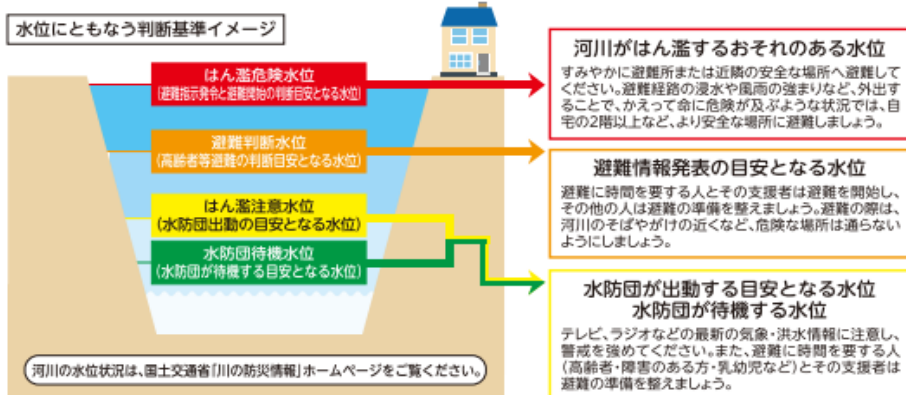 水位にともなう判断基準イメージ
はん濫危険水位
(避難指示発令と避難開始の判断目安となる水位)
避難判断水位
(高齢者等避難の判断目安となる水位)
はん濫注意水位
(水防団出動の目安となる水位)
水防団待機水位
(水防団が待機する目安となる水位)
河川の水位状況は、国土交通省「川の防災情報」ホームページをご覧ください。
河川がはん濫するおそれのある水位
すみやかに避難所または近隣の安全な場所へ避難して
ください。避難経路の浸水や風雨の強まりなど、外出す
ることで、かえって命に危険が及ぶような状況では、自
宅の2階以上など、より安全な場所に避難しましょう。
避難情報発表の目安となる水位
避難に時間を要する人とその支援者は避難を開始し、
その他の人は避難の準備を整えましょう。避難の際は、
河川のそばやがけの近くなど、危険な場所は通らない
ようにしましょう。
水防団が出動する目安となる水位
水防団が待機する水位
テレビ、ラジオなどの最新の気象・洪水情報に注意し、
警戒を強めてください。また、避難に時間を要する人
(高齢者・障害のある方・乳幼児など)とその支援者は
避難の準備を整えましょう。